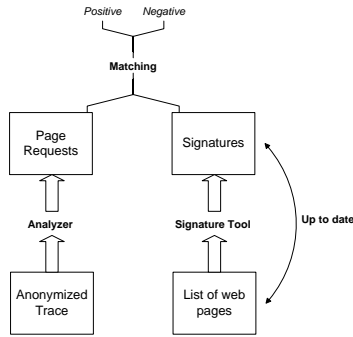 Positive Negative
Matching
Page
Requests
Signatures
Analyzer
Signature Tool
Up to date
Anonymized
Trace
List of web
pages